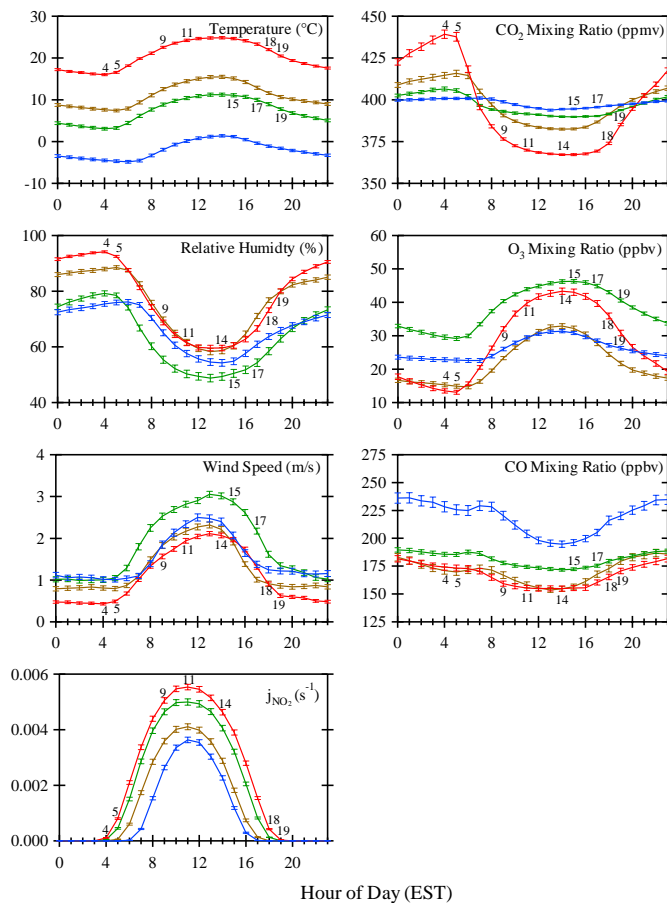 Temperature (°C)
30
20
10
0
-10
0 4 8 12 16 20
4 5 9 11 15 17 18 19
CO₂ Mixing Ratio (ppmv)
450
425
400
375
350
0 4 8 12 16 20
4 5 9 11 14 15 17 18 19
Relative Humidity (%)
100
80
60
40
0 4 8 12 16 20
4 5 9 11 14 15 17 18 19
O₃ Mixing Ratio (ppbv)
60
50
40
30
20
10
0 4 8 12 16 20
4 5 9 11 14 15 17 18 19
Wind Speed (m/s)
4
3
2
1
0
0 4 8 12 16 20
4 5 9 11 14 15 17 18 19
CO Mixing Ratio (ppbv)
275
250
225
200
175
150
125
0 4 8 12 16 20
4 5 9 11 14 15 17 18 19
j_NO₂ (s⁻¹)
0.006
0.004
0.002
0.000
0 4 8 12 16 20
4 5 9 11 14 18 19
Hour of Day (EST)